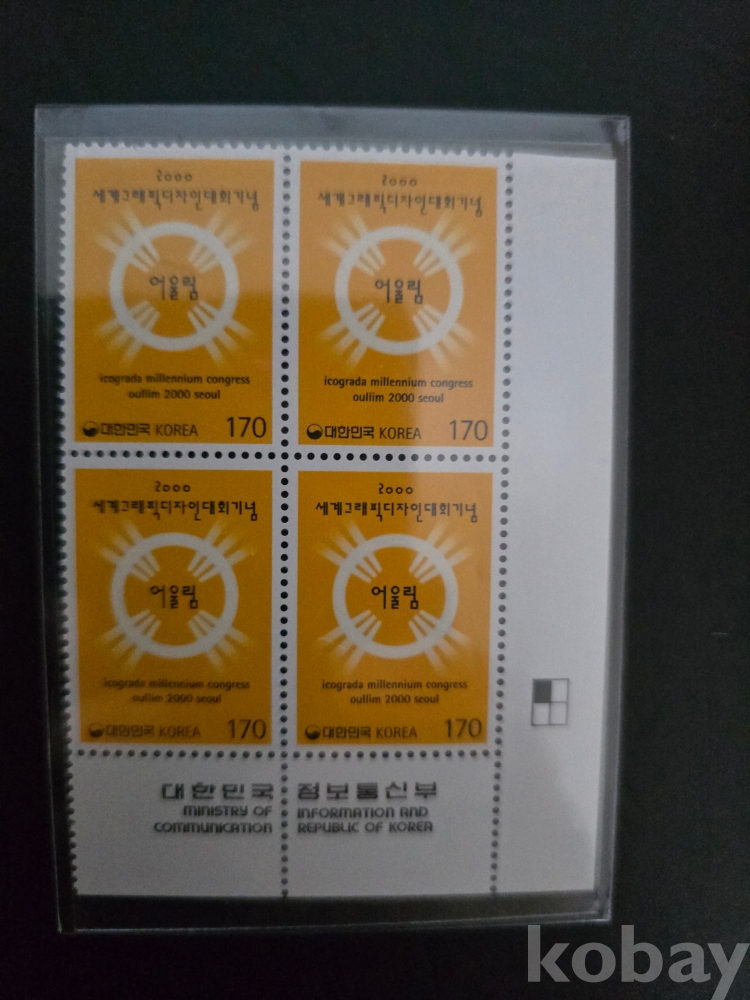 2000
세계그래픽디자인대회기념
어울림
icograda millennium congress
oullim 2000 seoul
대한민국 KOREA 170
2000
세계그래픽디자인대회기념
어울림
icograda millennium congress
oullim 2000 seoul
대한민국 KOREA 170
2000
세계그래픽디자인대회기념
어울림
icograda millennium congress
oullim 2000 seoul
대한민국 KOREA 170
2000
세계그래픽디자인대회기념
어울림
icograda millennium congress
oullim 2000 seoul
대한민국 KOREA 170
대한민국 정보통신부
MINISTRY OF INFORMATION AND
COMMUNICATION REPUBLIC OF KOREA
kobay